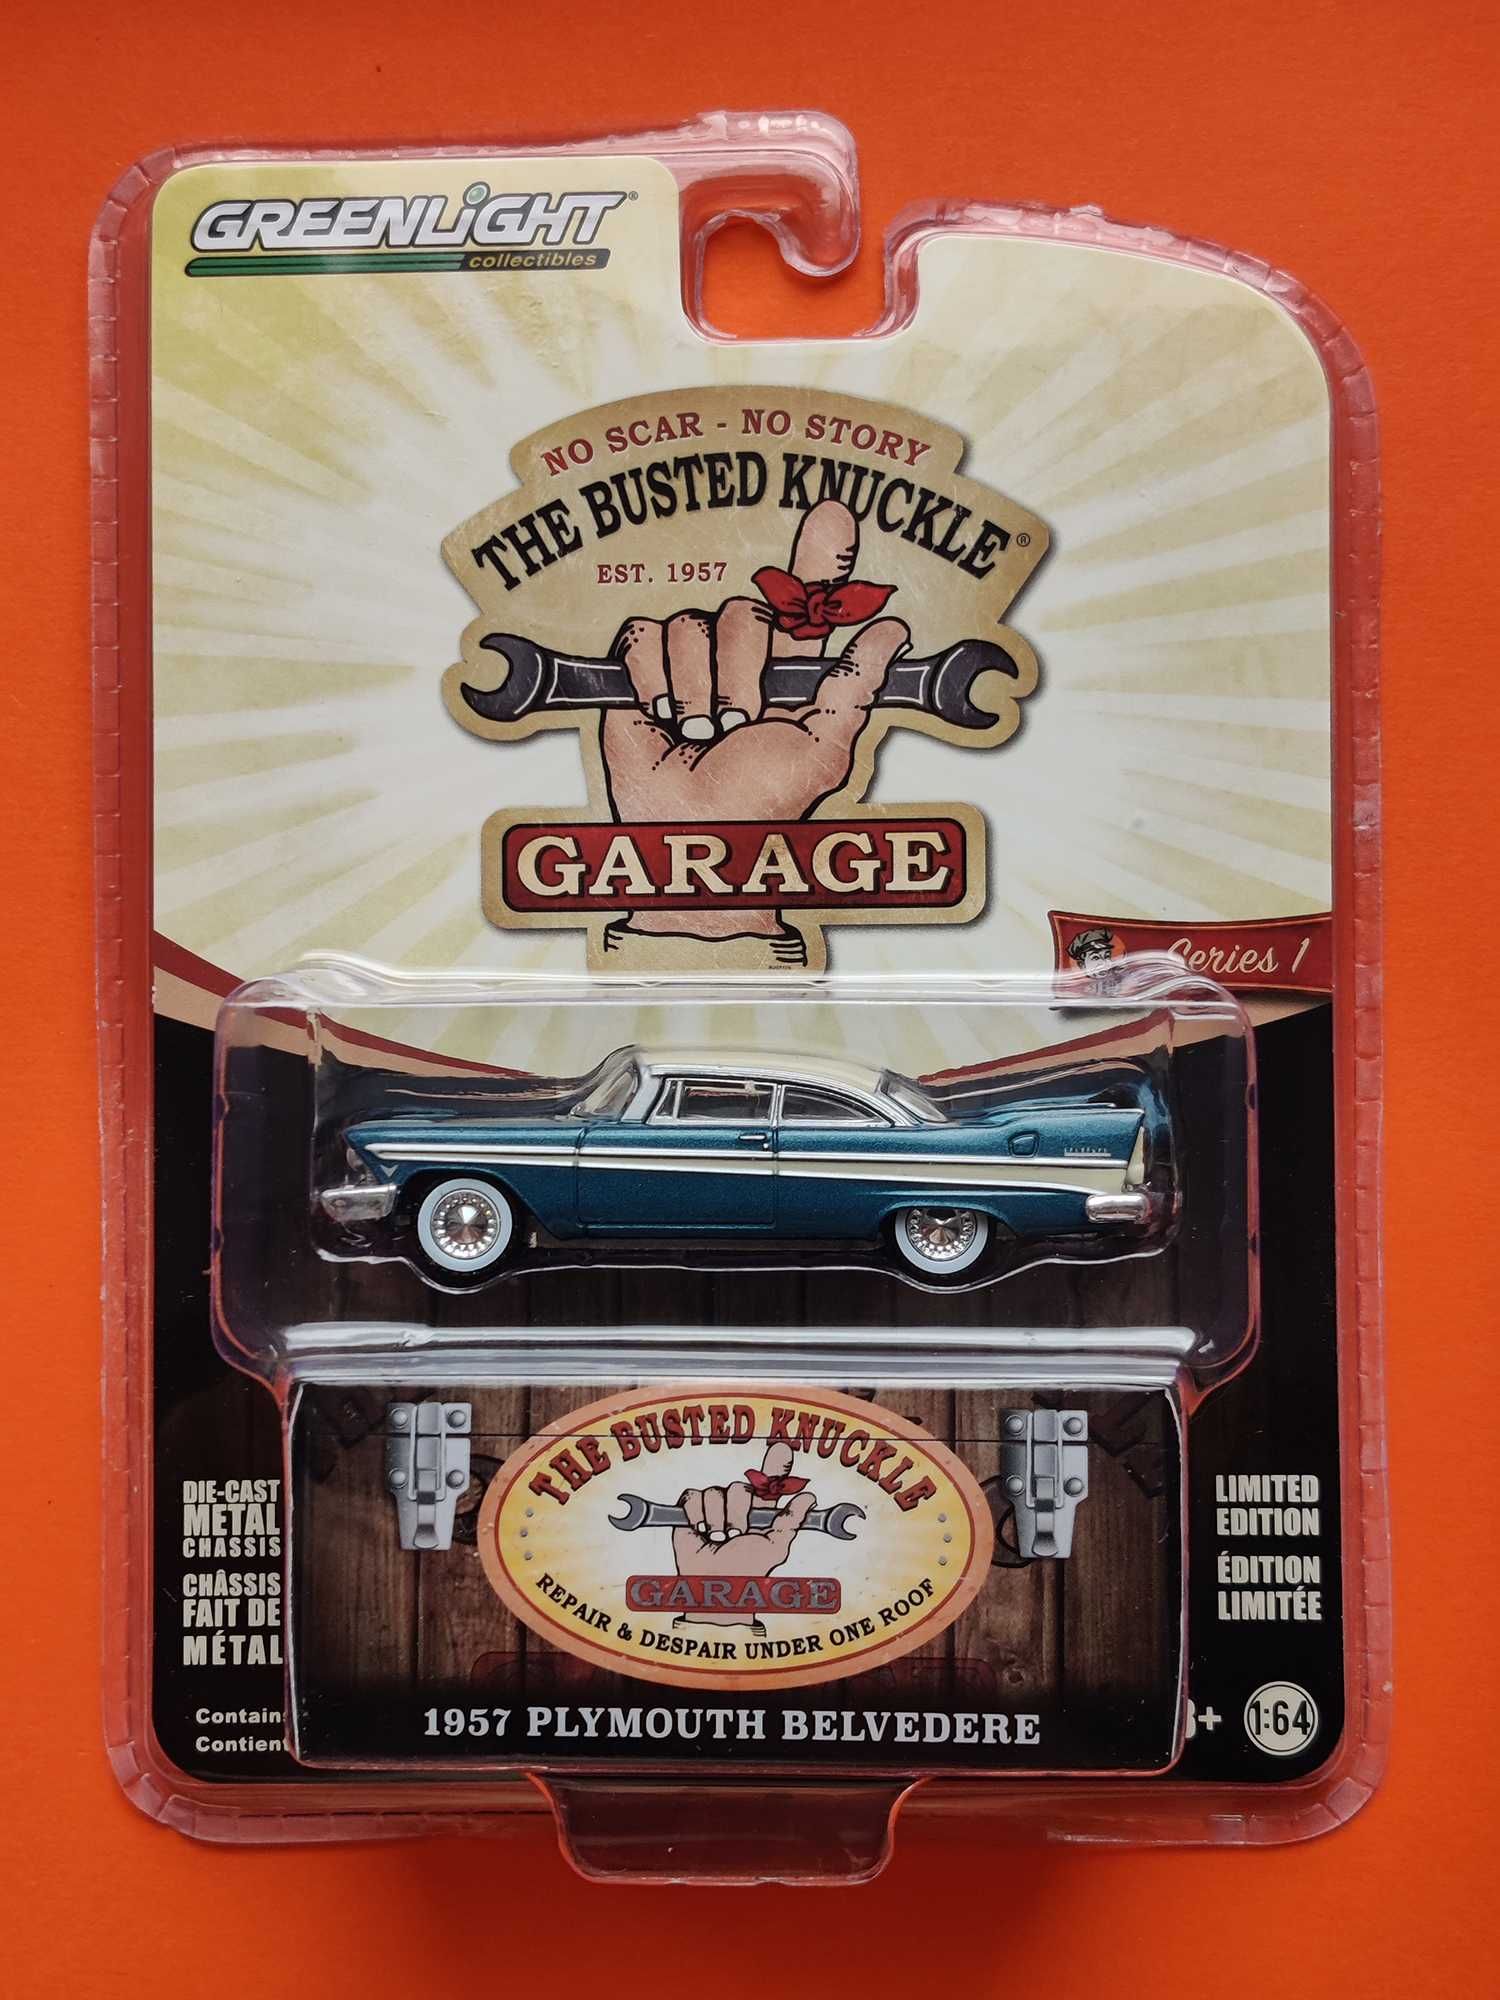 GREENLiGHT®
collectibles
NO SCAR - NO STORY
THE BUSTED KNUCKLE®
EST. 1957
GARAGE
Series 1
DIE-CAST
METAL
CHASSIS
CHÂSSIS
FAIT DE
MÉTAL
LIMITED
EDITION
ÉDITION
LIMITÉE
THE BUSTED KNUCKLE
GARAGE
REPAIR & DESPAIR UNDER ONE ROOF
1957 PLYMOUTH BELVEDERE
1:64